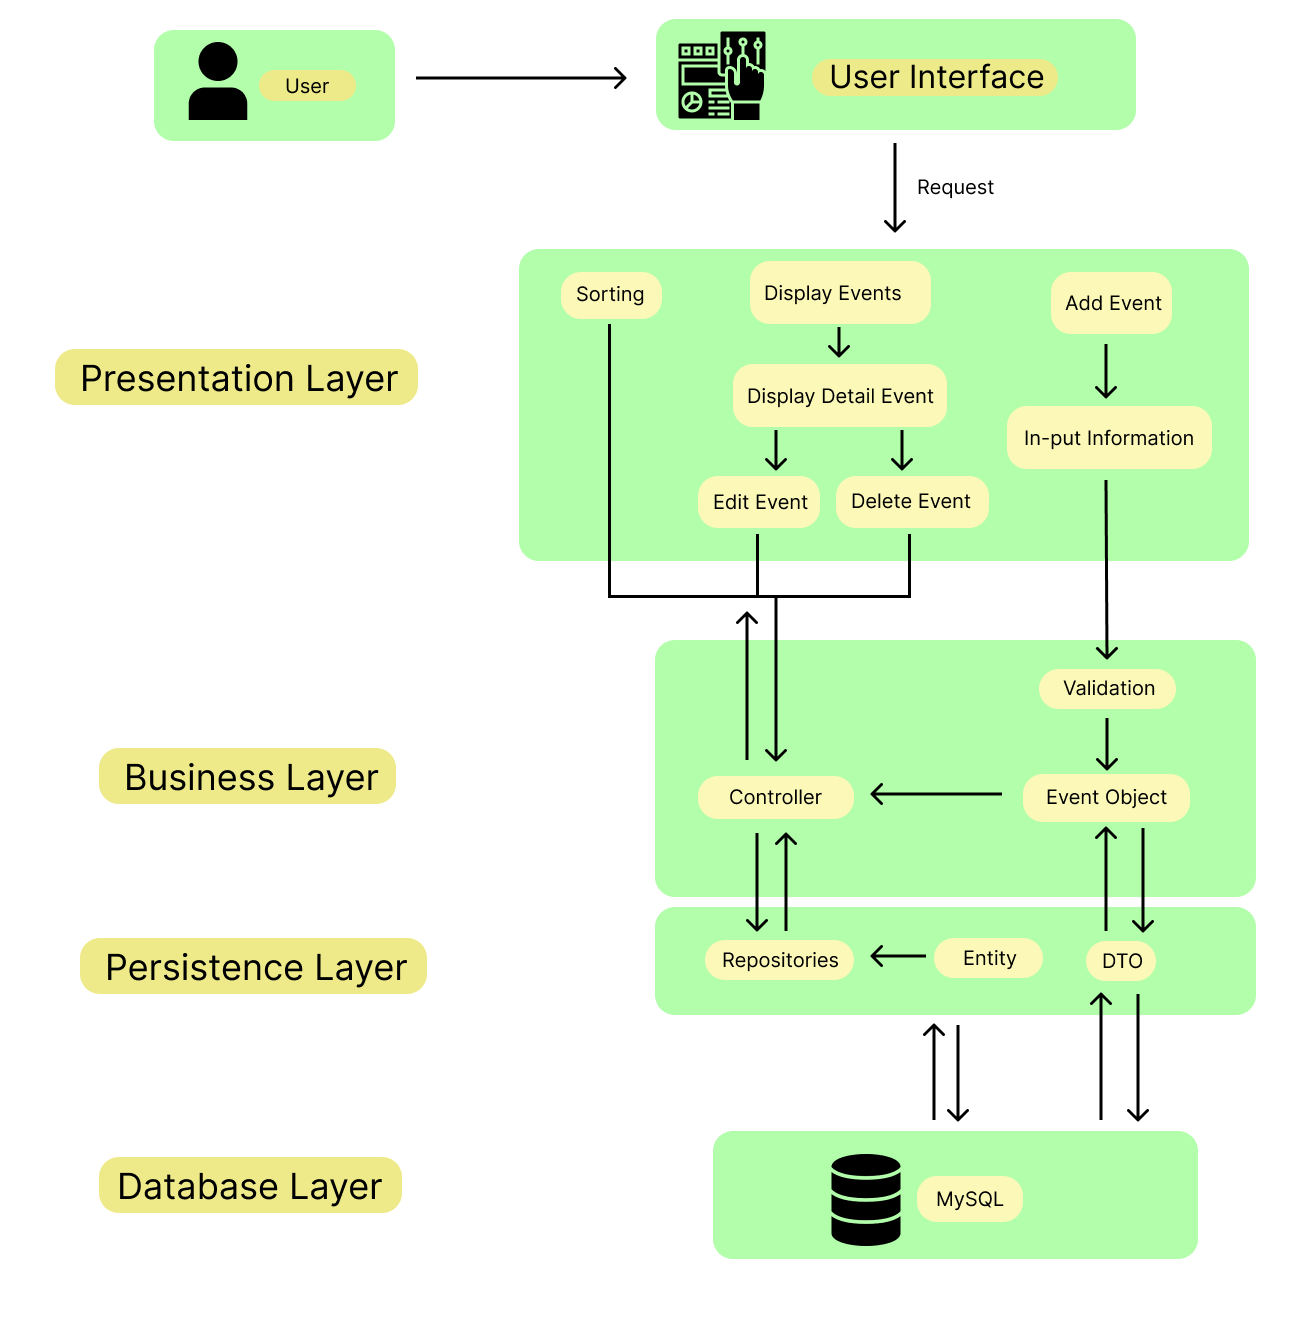 User
User Interface
Request
Sorting
Display Events
Add Event
Presentation Layer
Display Detail Event
In-put Information
Edit Event
Delete Event
Validation
Business Layer
Controller
Event Object
Persistence Layer
Repositories
Entity
DTO
Database Layer
MySQL